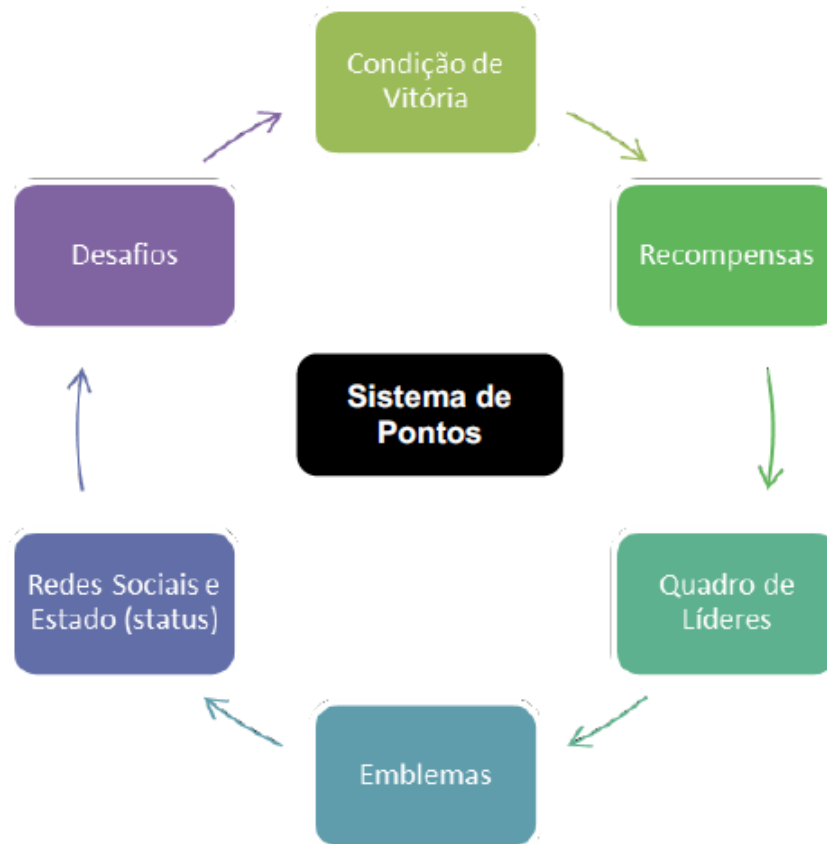 Condição de
Vitória
Desafios
Recompensas
Sistema de
Pontos
Redes Sociais e
Estado (status)
Quadro de
Líderes
Emblemas